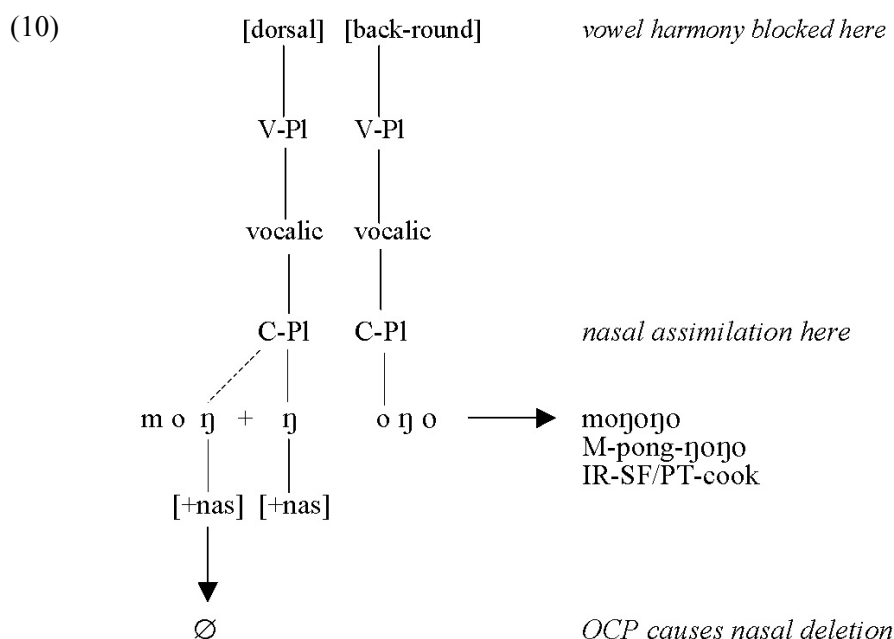 (10) [dorsal] [back-round] vowel harmony blocked here
V-Pl V-Pl
vocalic vocalic
C-Pl C-Pl nasal assimilation here
m o ŋ + ŋ o ŋ o moŋoŋo
M-pong-ŋoŋo
IR-SF/PT-cook
[+nas] [+nas]
∅ OCP causes nasal deletion